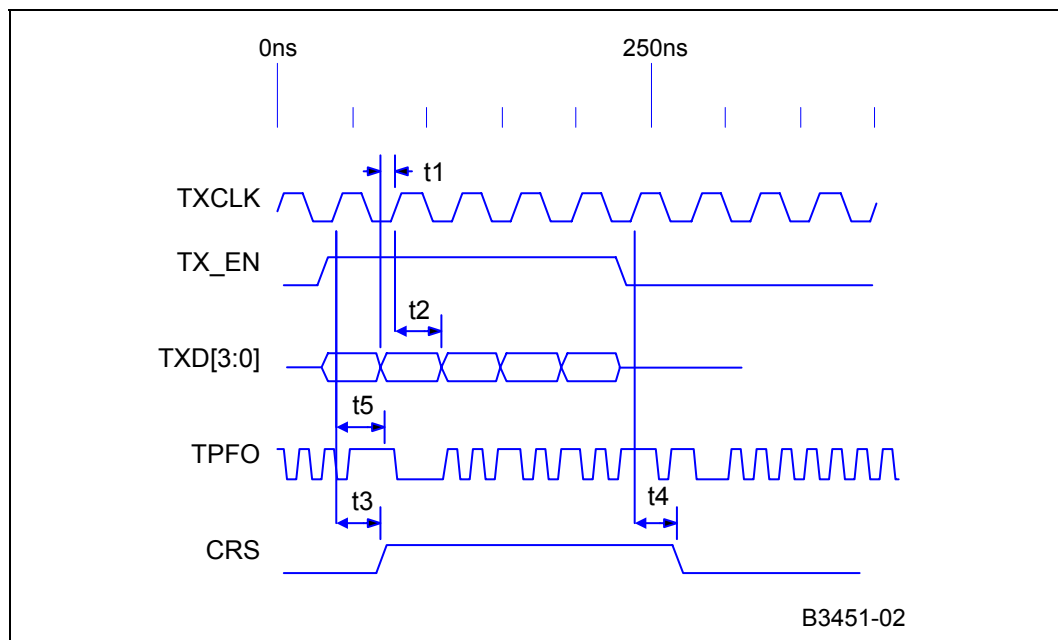 0ns 250ns
t1
TXCLK
TX_EN
t2
TXD[3:0]
t5
TPFO
t3 t4
CRS
B3451-02